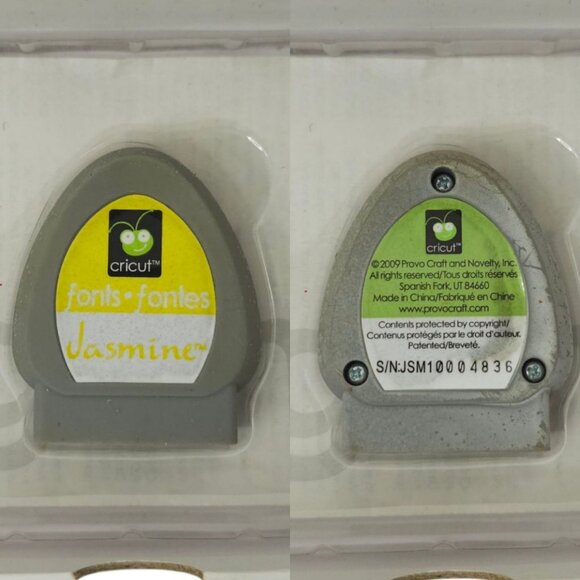 cricut™
fonts • fontes
Jasmine™
cricut™
©2009 Provo Craft and Novelty, Inc.
All rights reserved/Tous droits réservés
Spanish Fork, UT 84660
Made in China/Fabriqué en Chine
www.provocraft.com
Contents protected by copyright/
Contenus protégés par le droit d'auteur.
Patented/Breveté.
S/N:JSM10004836